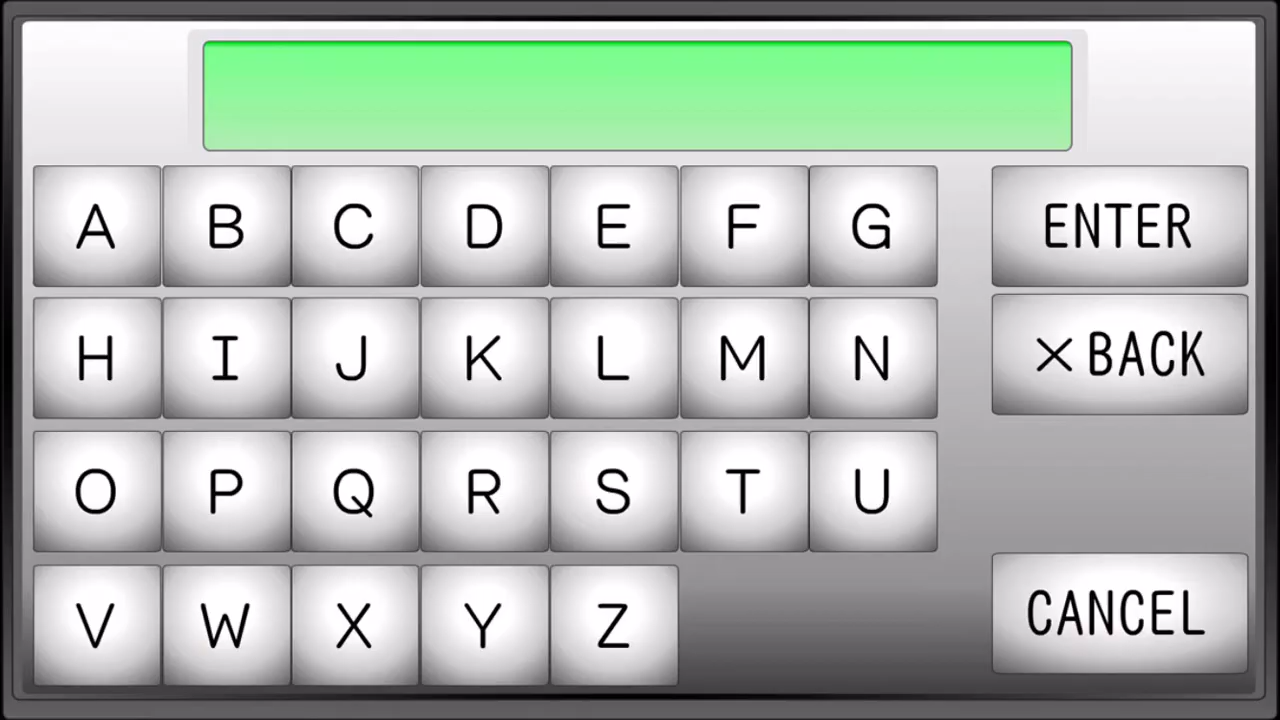 A B C D E F G ENTER
H I J K L M N ×BACK
O P Q R S T U
V W X Y Z CANCEL